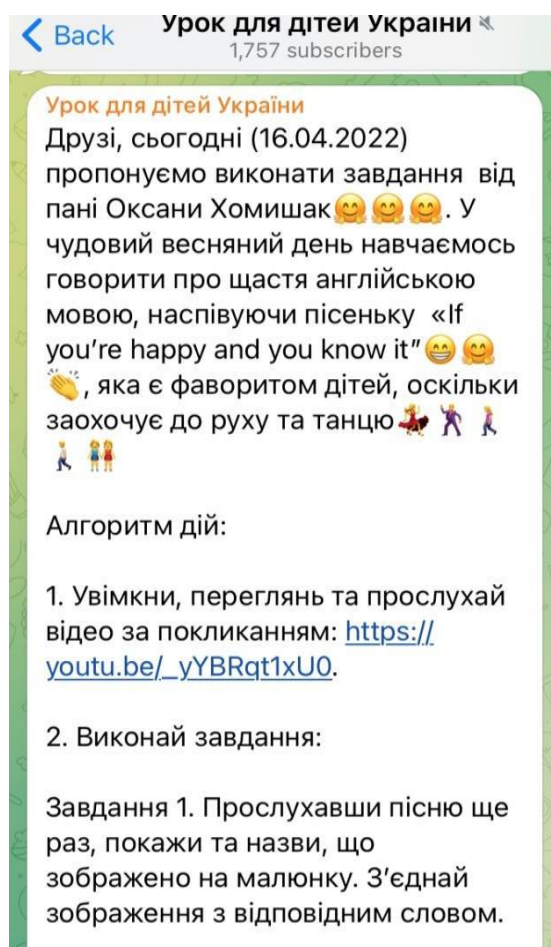 Back
Урок для дітей України
1,757 subscribers
Урок для дітей України
Друзі, сьогодні (16.04.2022)
пропонуємо виконати завдання від
пані Оксани Хомишак🤗🤗🤗. У
чудовий весняний день навчаємось
говорити про щастя англійською
мовою, наспівуючи пісеньку «If
you're happy and you know it”😁🤗
👏, яка є фаворитом дітей, оскільки
заохочує до руху та танцю💃🕺🚶‍♀️
🚶👭
Алгоритм дій:
1. Увімкни, переглянь та прослухай
відео за покликанням: https://
youtu.be/_yYBRqt1xU0.
2. Виконай завдання:
Завдання 1. Прослухавши пісню ще
раз, покажи та назви, що
зображено на малюнку. З’єднай
зображення з відповідним словом.